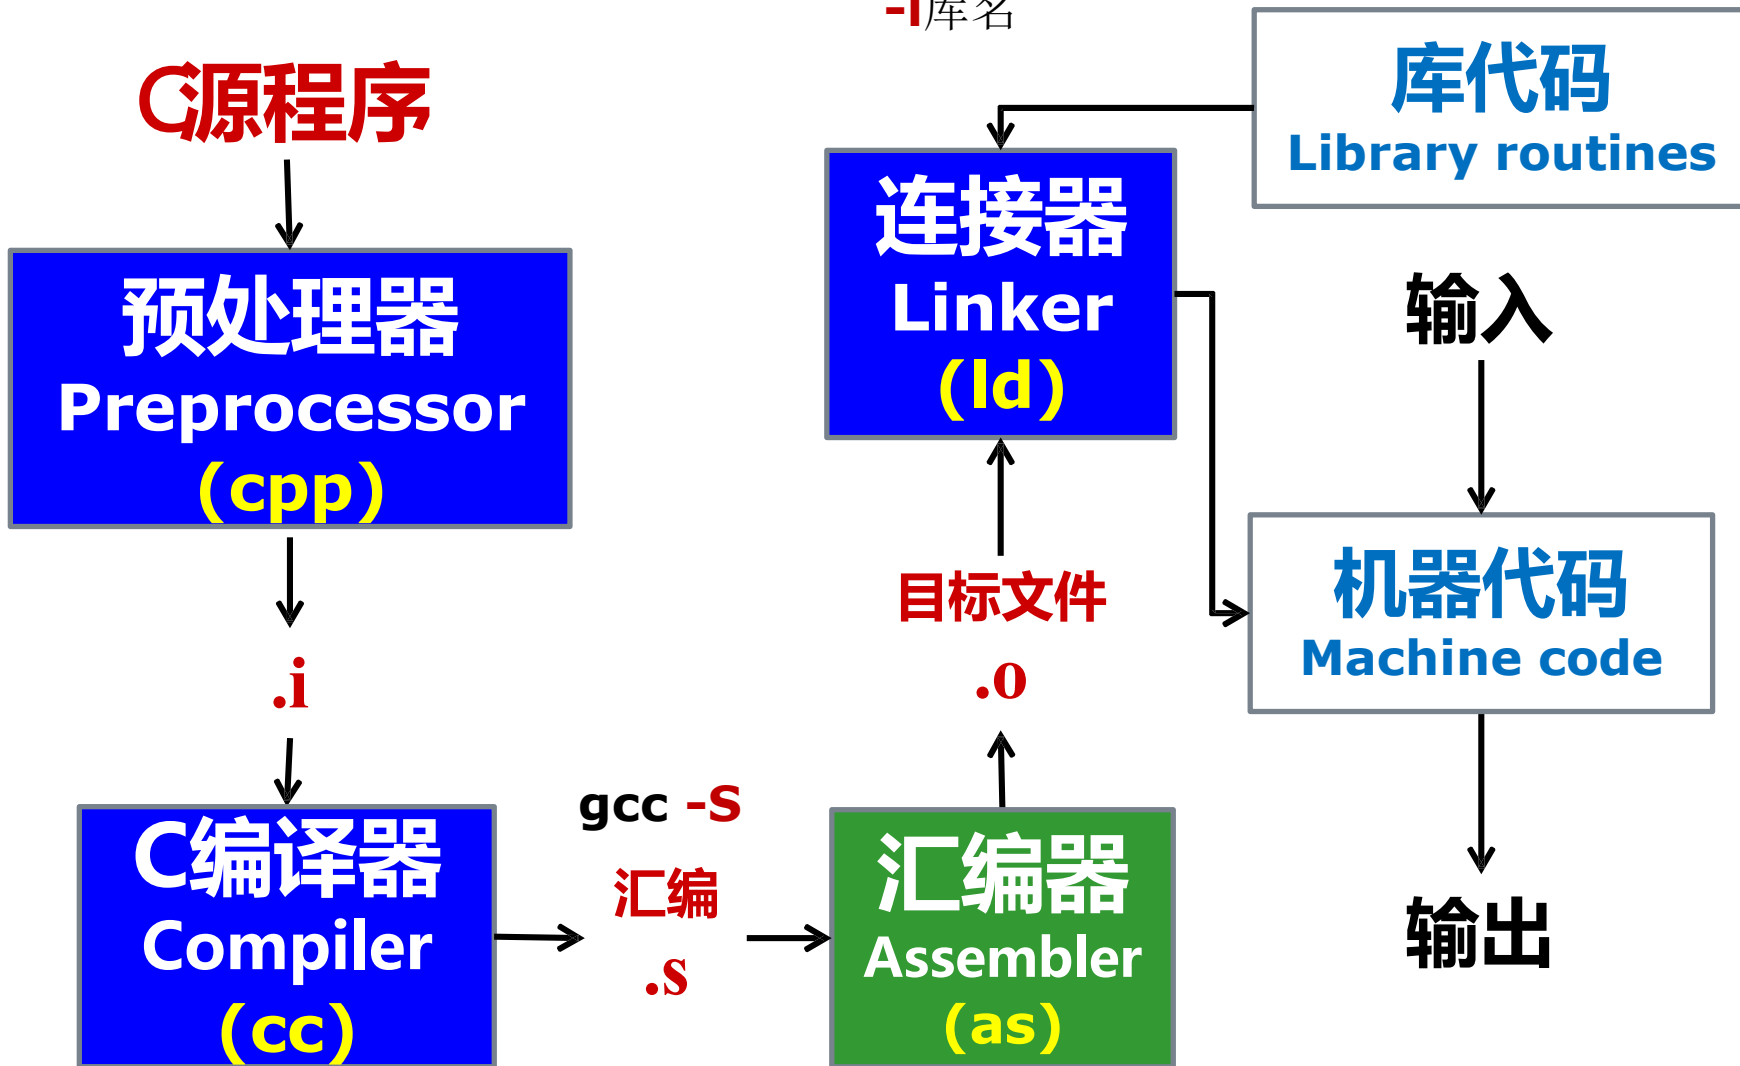 -l库名
C源程序
预处理器
Preprocessor
(cpp)
.i
C编译器
Compiler
(cc)
gcc -S
汇编
.s
汇编器
Assembler
(as)
目标文件
.o
连接器
Linker
(ld)
库代码
Library routines
输入
机器代码
Machine code
输出